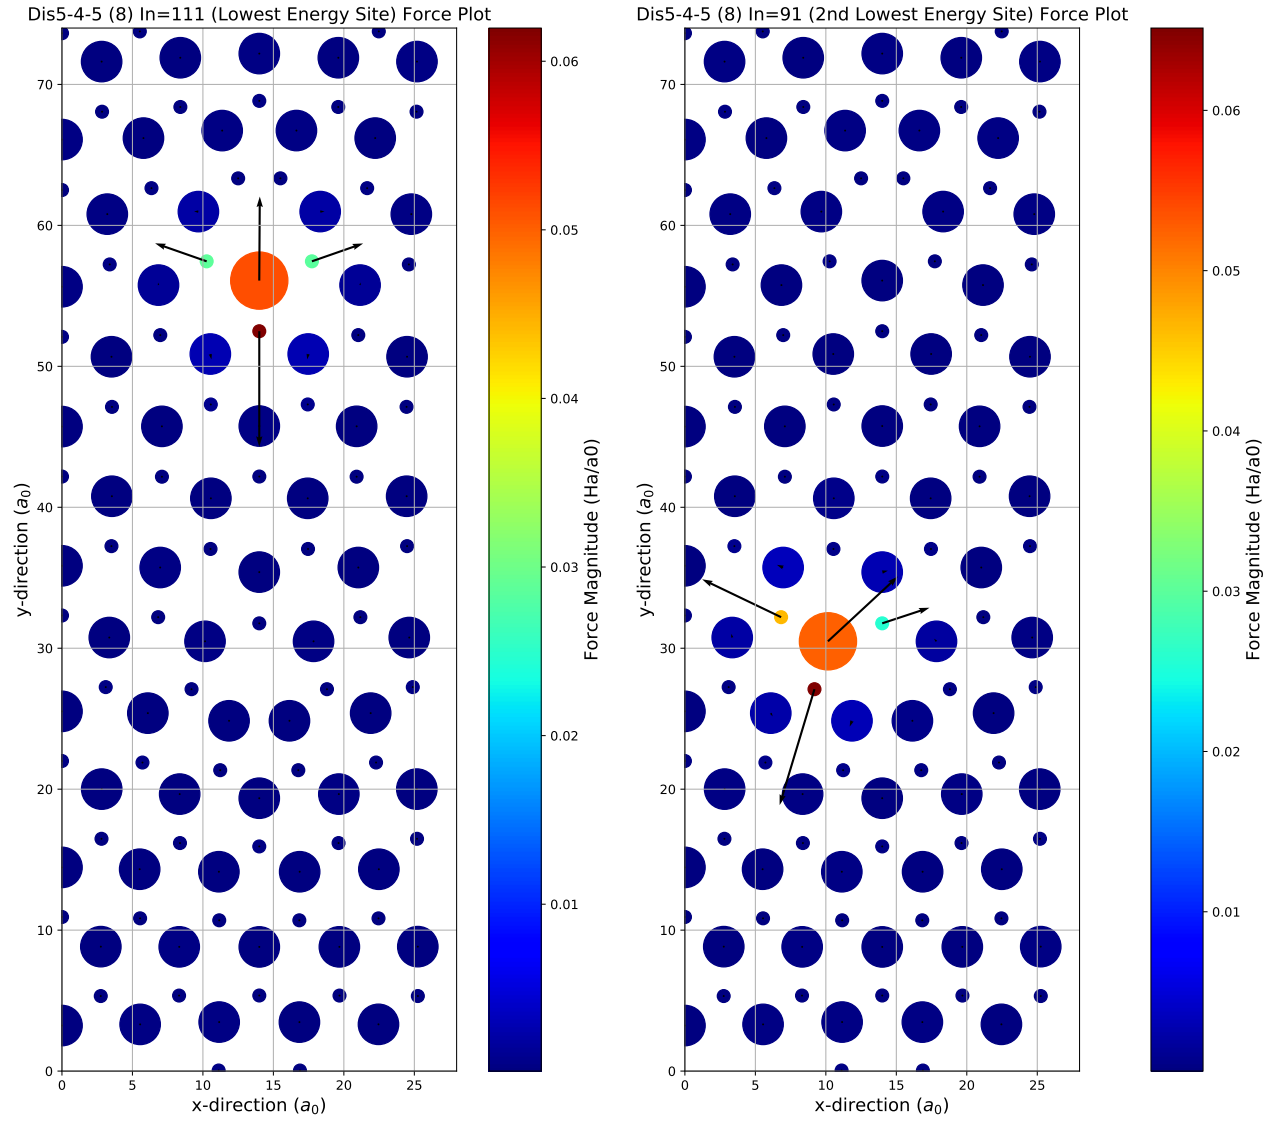 Dis5-4-5 (8) In=111 (Lowest Energy Site) Force Plot
70
60
50
40
30
20
10
0
0 5 10 15 20 25
x-direction (a0)
y-direction (a0)
0.06
0.05
0.04
0.03
0.02
0.01
Force Magnitude (Ha/a0)
Dis5-4-5 (8) In=91 (2nd Lowest Energy Site) Force Plot
70
60
50
40
30
20
10
0
0 5 10 15 20 25
x-direction (a0)
y-direction (a0)
0.06
0.05
0.04
0.03
0.02
0.01
Force Magnitude (Ha/a0)